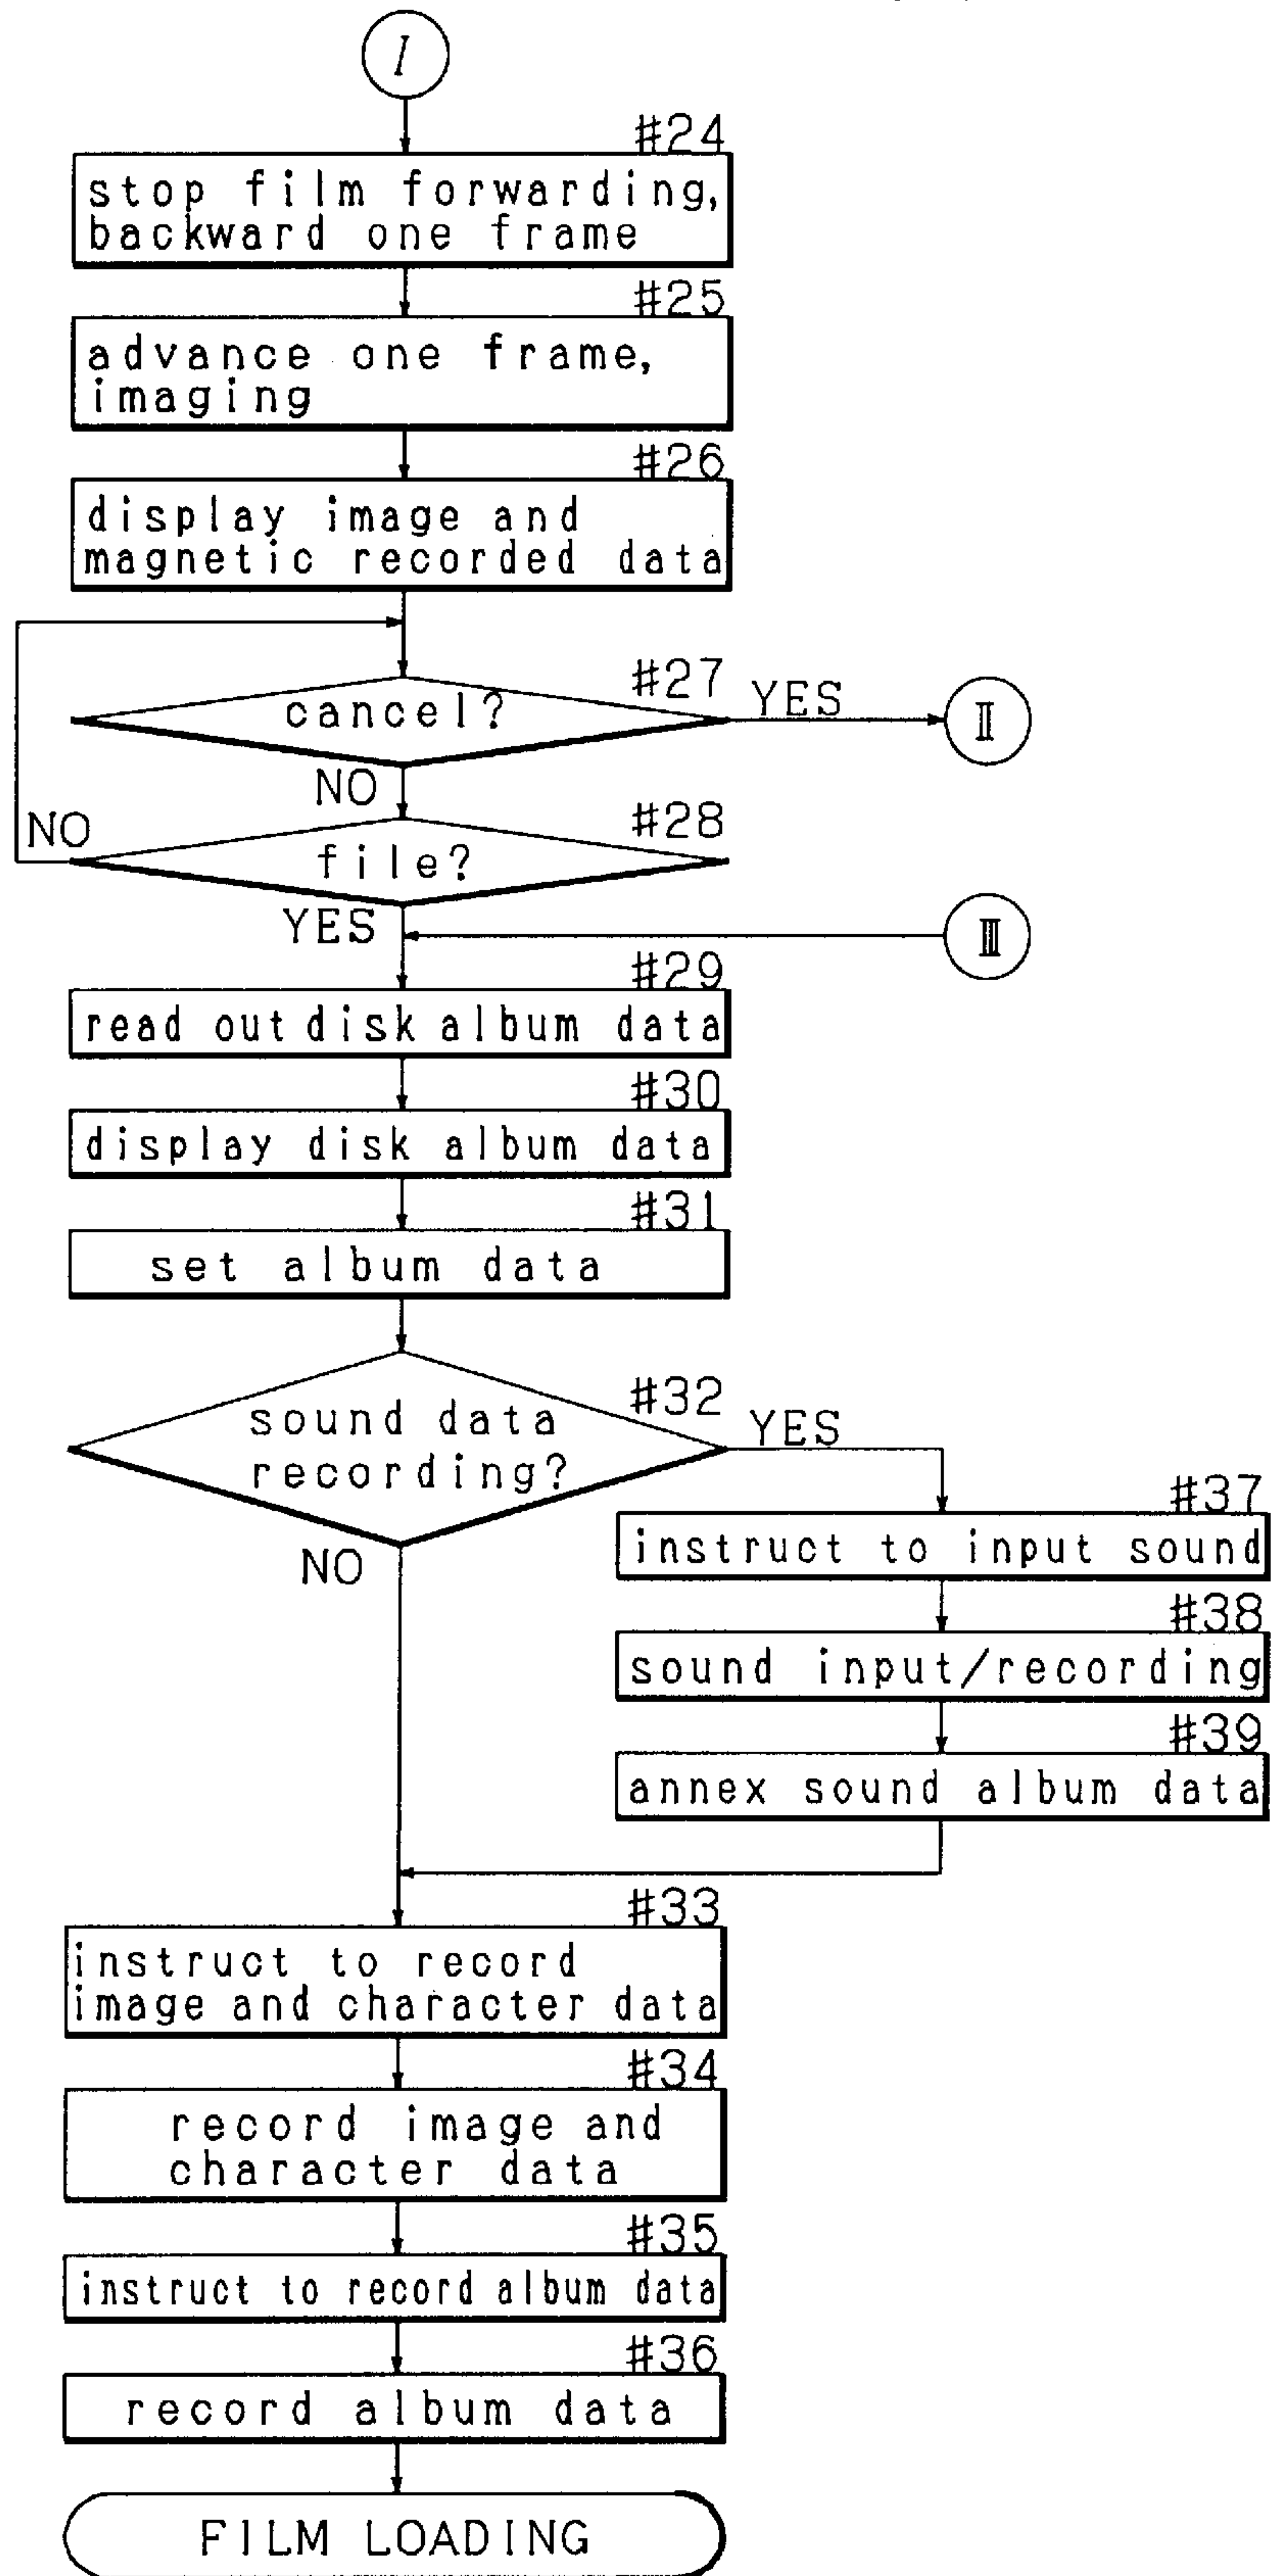 I
#24
stop film forwarding,
backward one frame
#25
advance one frame,
imaging
#26
display image and
magnetic recorded data
#27
cancel?
YES
II
NO
#28
NO
file?
YES
III
#29
read out disk album data
#30
display disk album data
#31
set album data
#32
sound data
recording?
YES
NO
#37
instruct to input sound
#38
sound input/recording
#39
annex sound album data
#33
instruct to record
image and character data
#34
record image and
character data
#35
instruct to record album data
#36
record album data
FILM LOADING